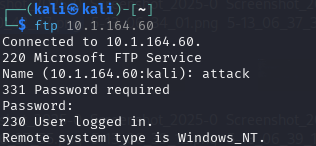 ┌──(kali㉿kali)-[~]
└─$ ftp 10.1.164.60
Connected to 10.1.164.60.
220 Microsoft FTP Service
Name (10.1.164.60:kali): attack
331 Password required
Password:
230 User logged in.
Remote system type is Windows_NT.